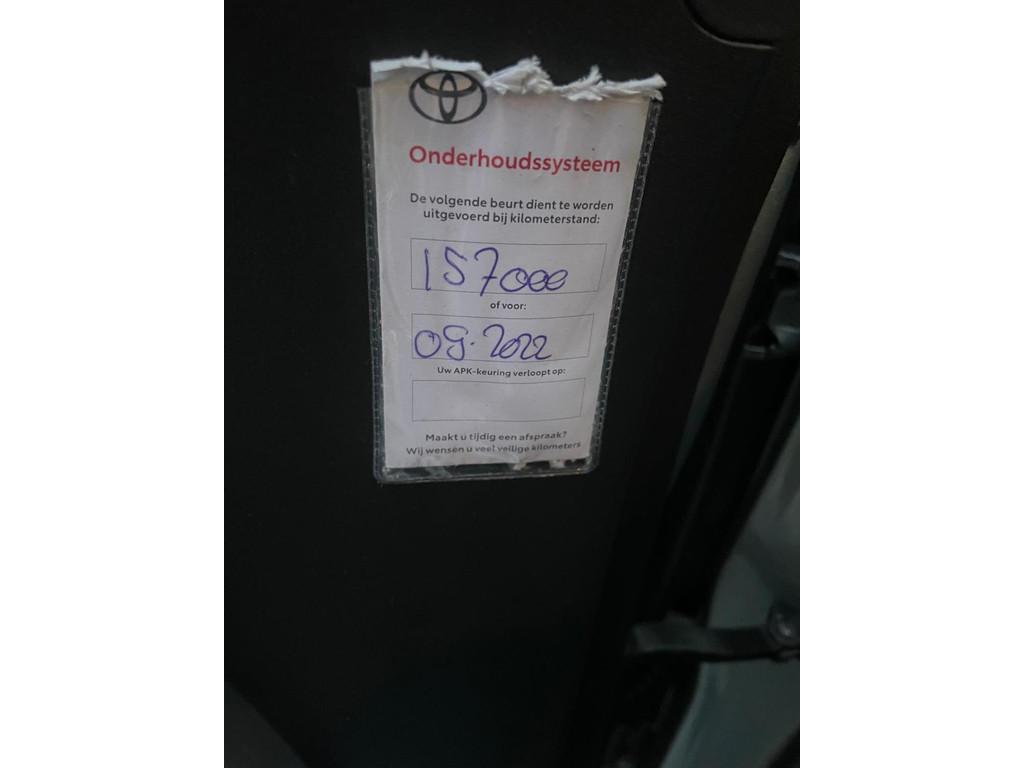 Onderhoudssysteem
De volgende beurt dient te worden
uitgevoerd bij kilometerstand:
157000
of voor:
09-2022
Uw APK-keuring verloopt op:
Maakt u tijdig een afspraak?
Wij wensen u veel veilige kilometers